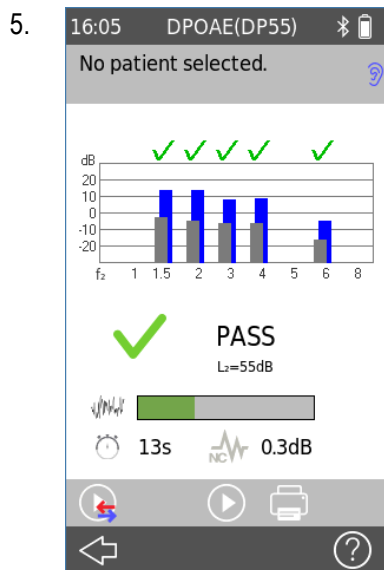 5.
16:05 DPOAE(DP55)
No patient selected.
dB
20
10
0
-10
-20
f₂ 1 1.5 2 3 4 5 6 8
PASS
L₂=55dB
13s NC 0.3dB
?